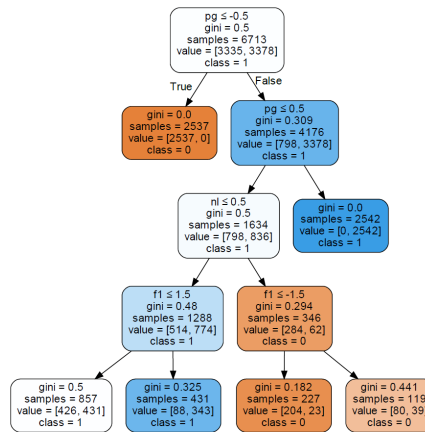 pg ≤ -0.5
gini = 0.5
samples = 6713
value = [3335, 3378]
class = 1
True
False
gini = 0.0
samples = 2537
value = [2537, 0]
class = 0
pg ≤ 0.5
gini = 0.309
samples = 4176
value = [798, 3378]
class = 1
nl ≤ 0.5
gini = 0.5
samples = 1634
value = [798, 836]
class = 1
gini = 0.0
samples = 2542
value = [0, 2542]
class = 1
f1 ≤ 1.5
gini = 0.48
samples = 1288
value = [514, 774]
class = 1
f1 ≤ -1.5
gini = 0.294
samples = 346
value = [284, 62]
class = 0
gini = 0.5
samples = 857
value = [426, 431]
class = 1
gini = 0.325
samples = 431
value = [88, 343]
class = 1
gini = 0.182
samples = 227
value = [204, 23]
class = 0
gini = 0.441
samples = 119
value = [80, 39]
class = 0